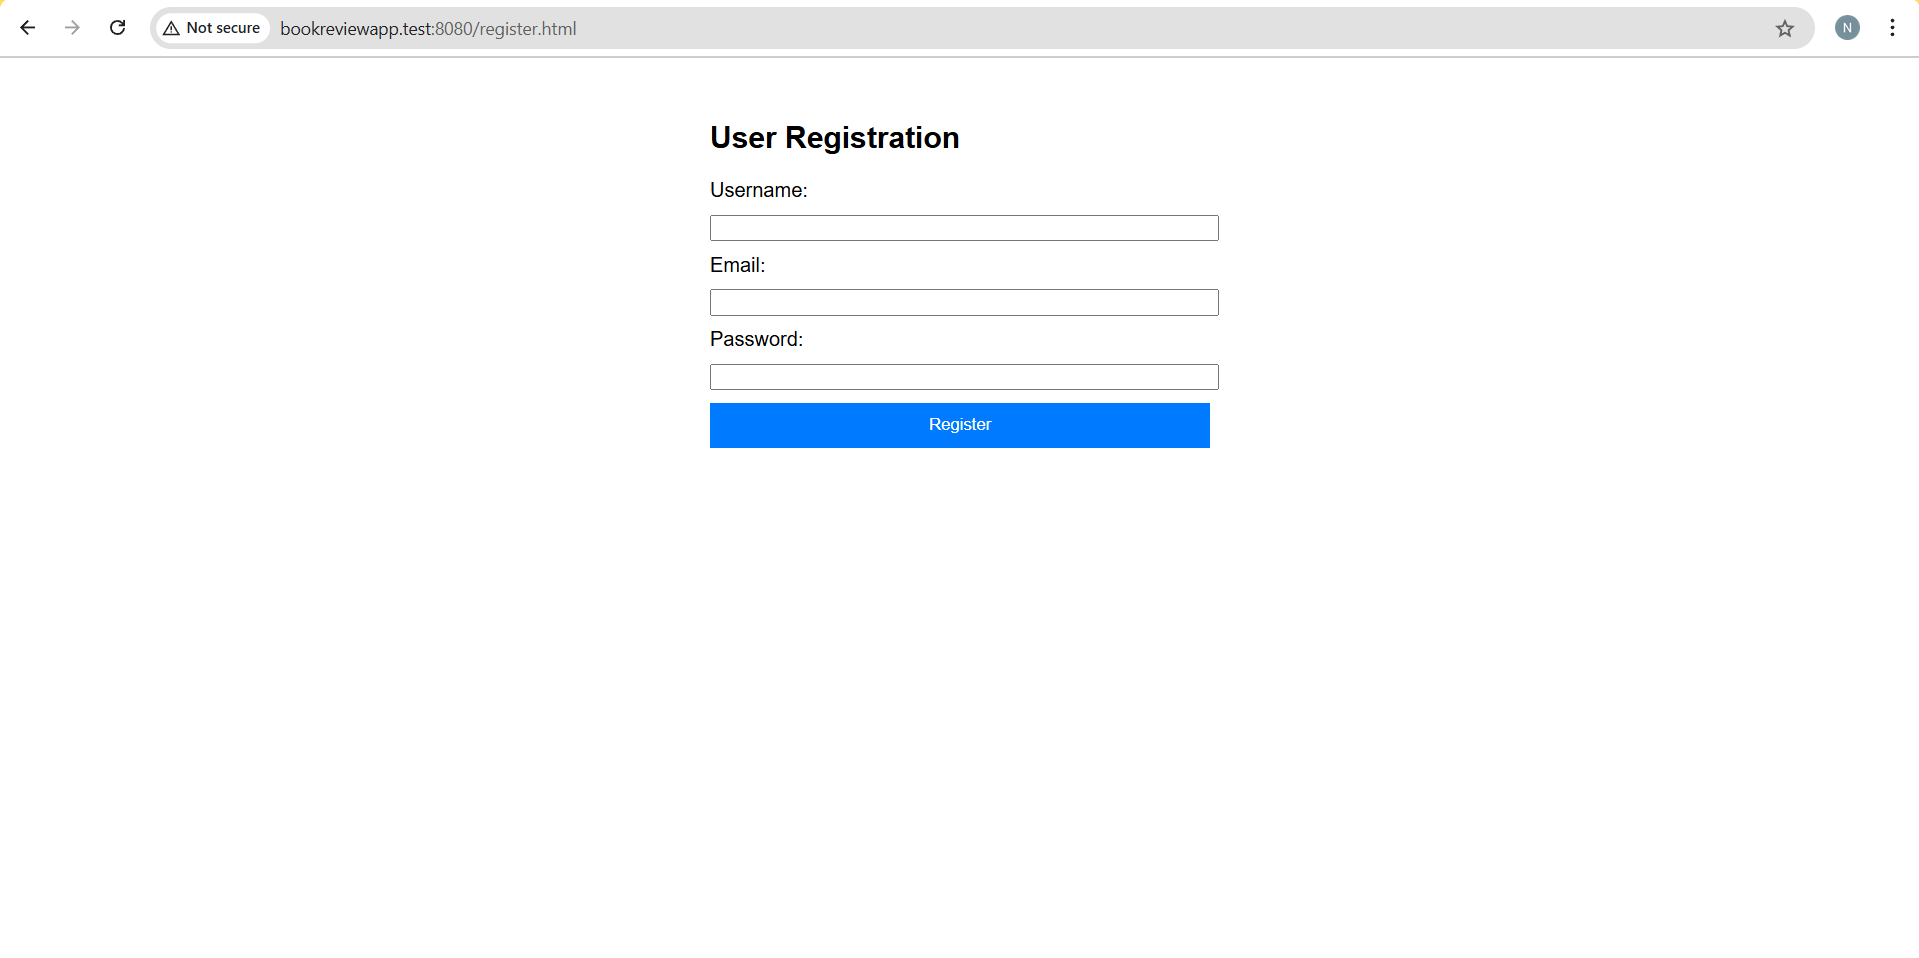 Not secure bookreviewapp.test:8080/register.html N
User Registration
Username:
Email:
Password:
Register